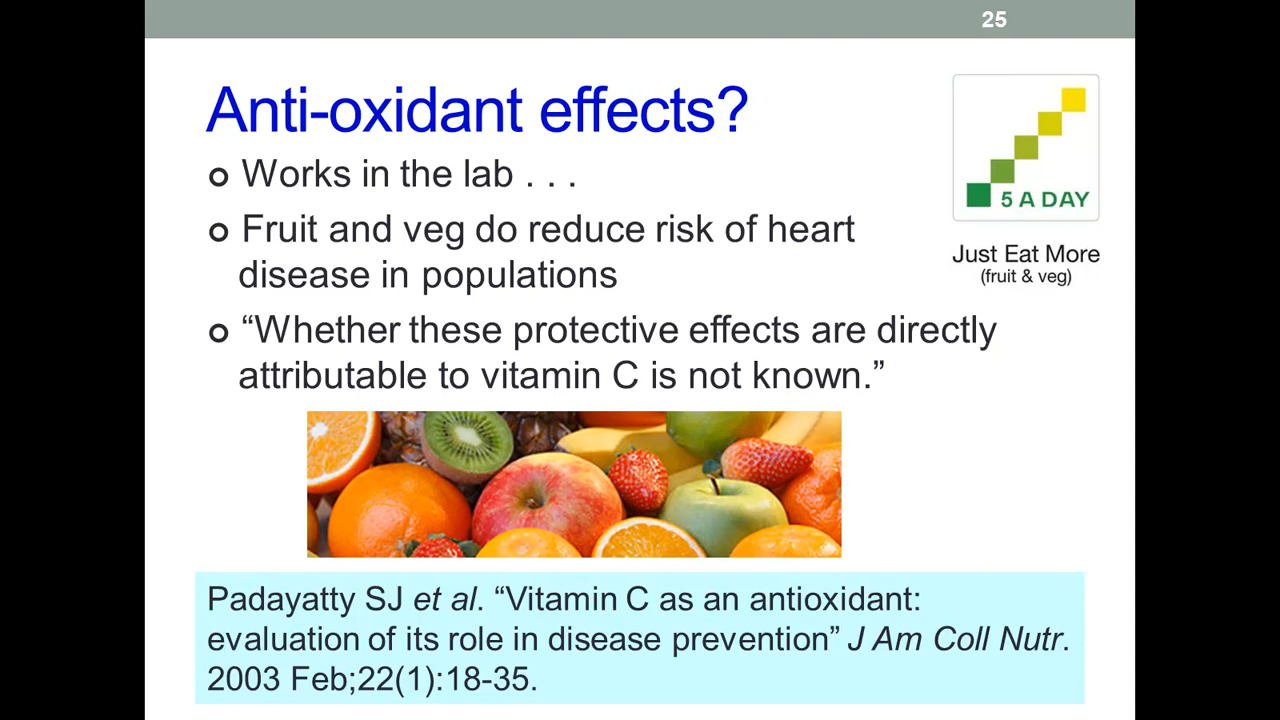 25
Anti-oxidant effects?
Works in the lab . . .
Fruit and veg do reduce risk of heart
disease in populations
“Whether these protective effects are directly
attributable to vitamin C is not known.”
5 A DAY
Just Eat More
(fruit & veg)
Padayatty SJ et al. “Vitamin C as an antioxidant:
evaluation of its role in disease prevention” J Am Coll Nutr.
2003 Feb;22(1):18-35.